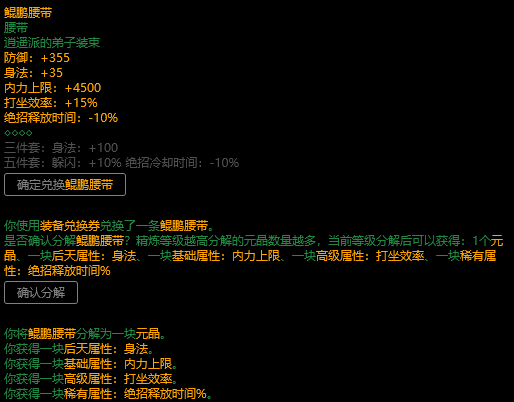 鲲鹏腰带
腰带
逍遥派的弟子装束
防御：+355
身法：+35
内力上限：+4500
打坐效率：+15%
绝招释放时间：-10%
◇◇◇◇
三件套：身法：+100
五件套：躲闪：+10% 绝招冷却时间：-10%
确定兑换鲲鹏腰带
你使用装备兑换券兑换了一条鲲鹏腰带。
是否确认分解鲲鹏腰带？精炼等级越高分解的元晶数量越多，当前等级分解后可以获得：1个元
晶、一块后天属性：身法、一块基础属性：内力上限、一块高级属性：打坐效率、一块稀有属
性：绝招释放时间%
确认分解
你将鲲鹏腰带分解为一块元晶。
你获得一块后天属性：身法。
你获得一块基础属性：内力上限。
你获得一块高级属性：打坐效率。
你获得一块稀有属性：绝招释放时间%。